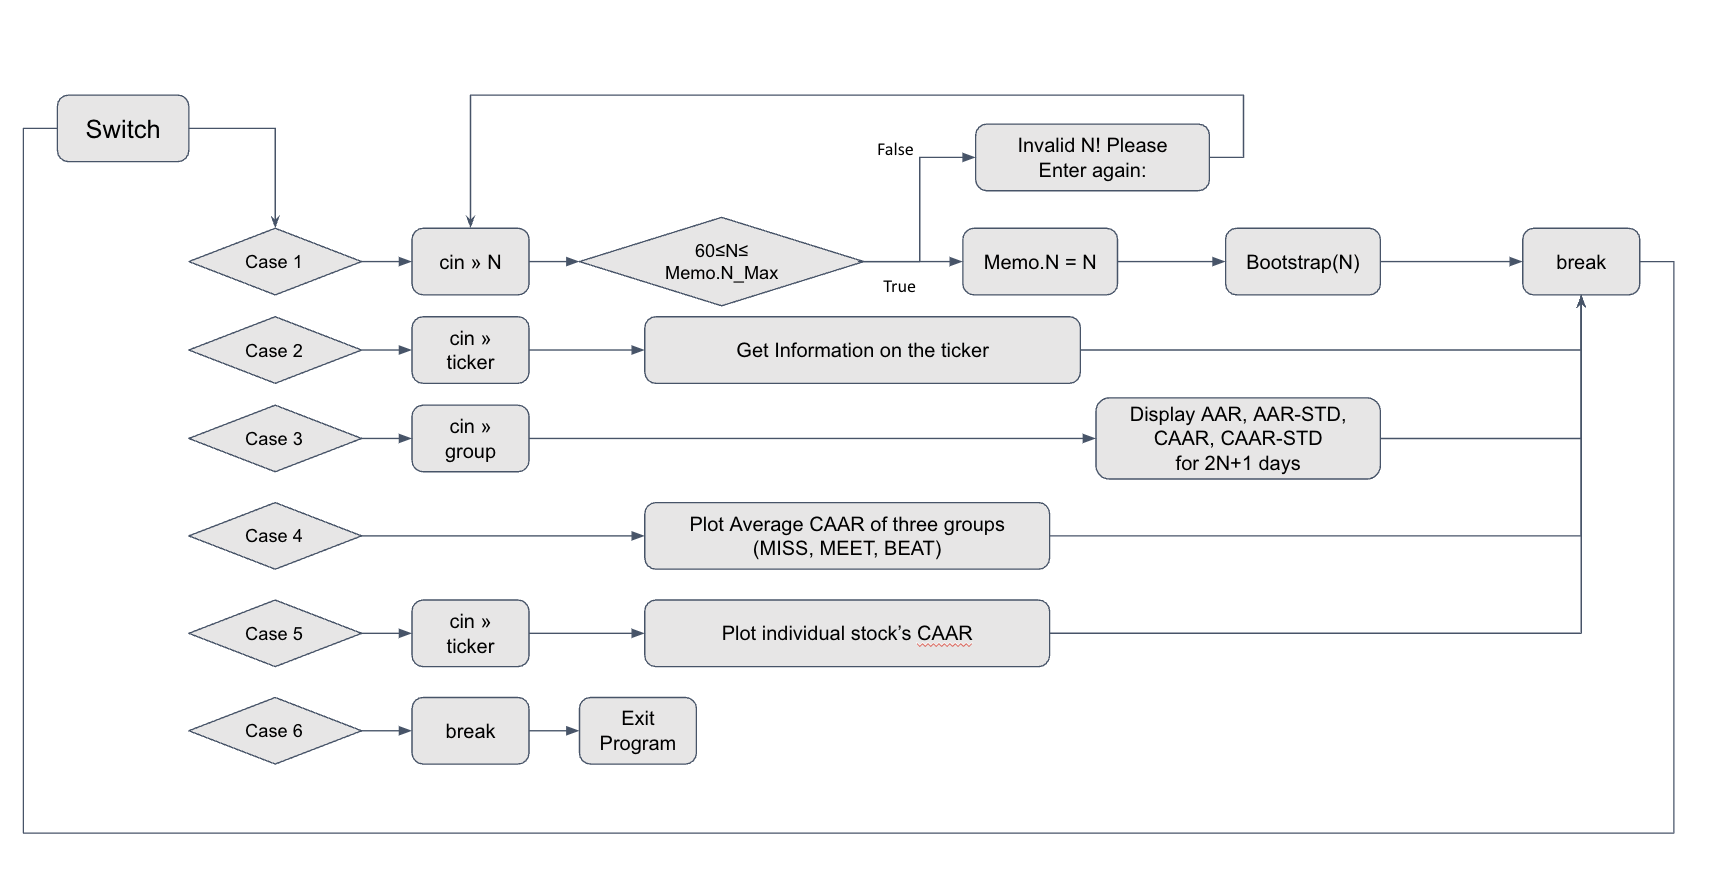 Switch
False
Invalid N! Please
Enter again:
Case 1
cin » N
60≤N≤
Memo.N_Max
True
Memo.N = N
Bootstrap(N)
break
Case 2
cin »
ticker
Get Information on the ticker
Case 3
cin »
group
Display AAR, AAR-STD,
CAAR, CAAR-STD
for 2N+1 days
Case 4
Plot Average CAAR of three groups
(MISS, MEET, BEAT)
Case 5
cin »
ticker
Plot individual stock’s CAAR
Case 6
break
Exit
Program